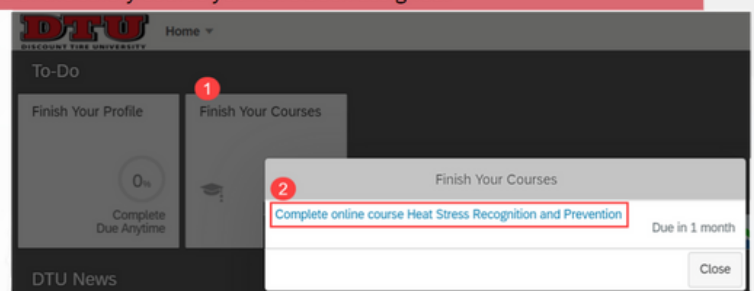 DTU
DISCOUNT TIRE UNIVERSITY
Home
To-Do
1
Finish Your Profile
Finish Your Courses
0%
Complete
Due Anytime
2
Finish Your Courses
Complete online course Heat Stress Recognition and Prevention
Due in 1 month
Close
DTU News